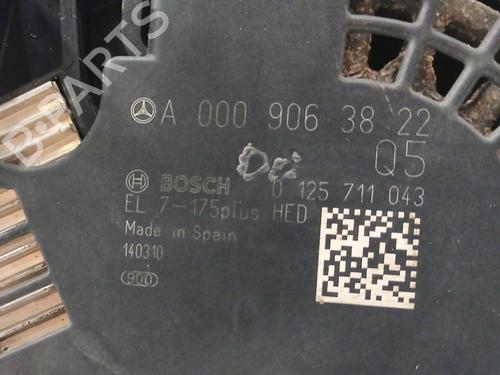 B-PARTS
A 000 906 38 22
Q5
BOSCH 0 125 711 043
EL 7-175plus HED
Made in Spain
140310
900